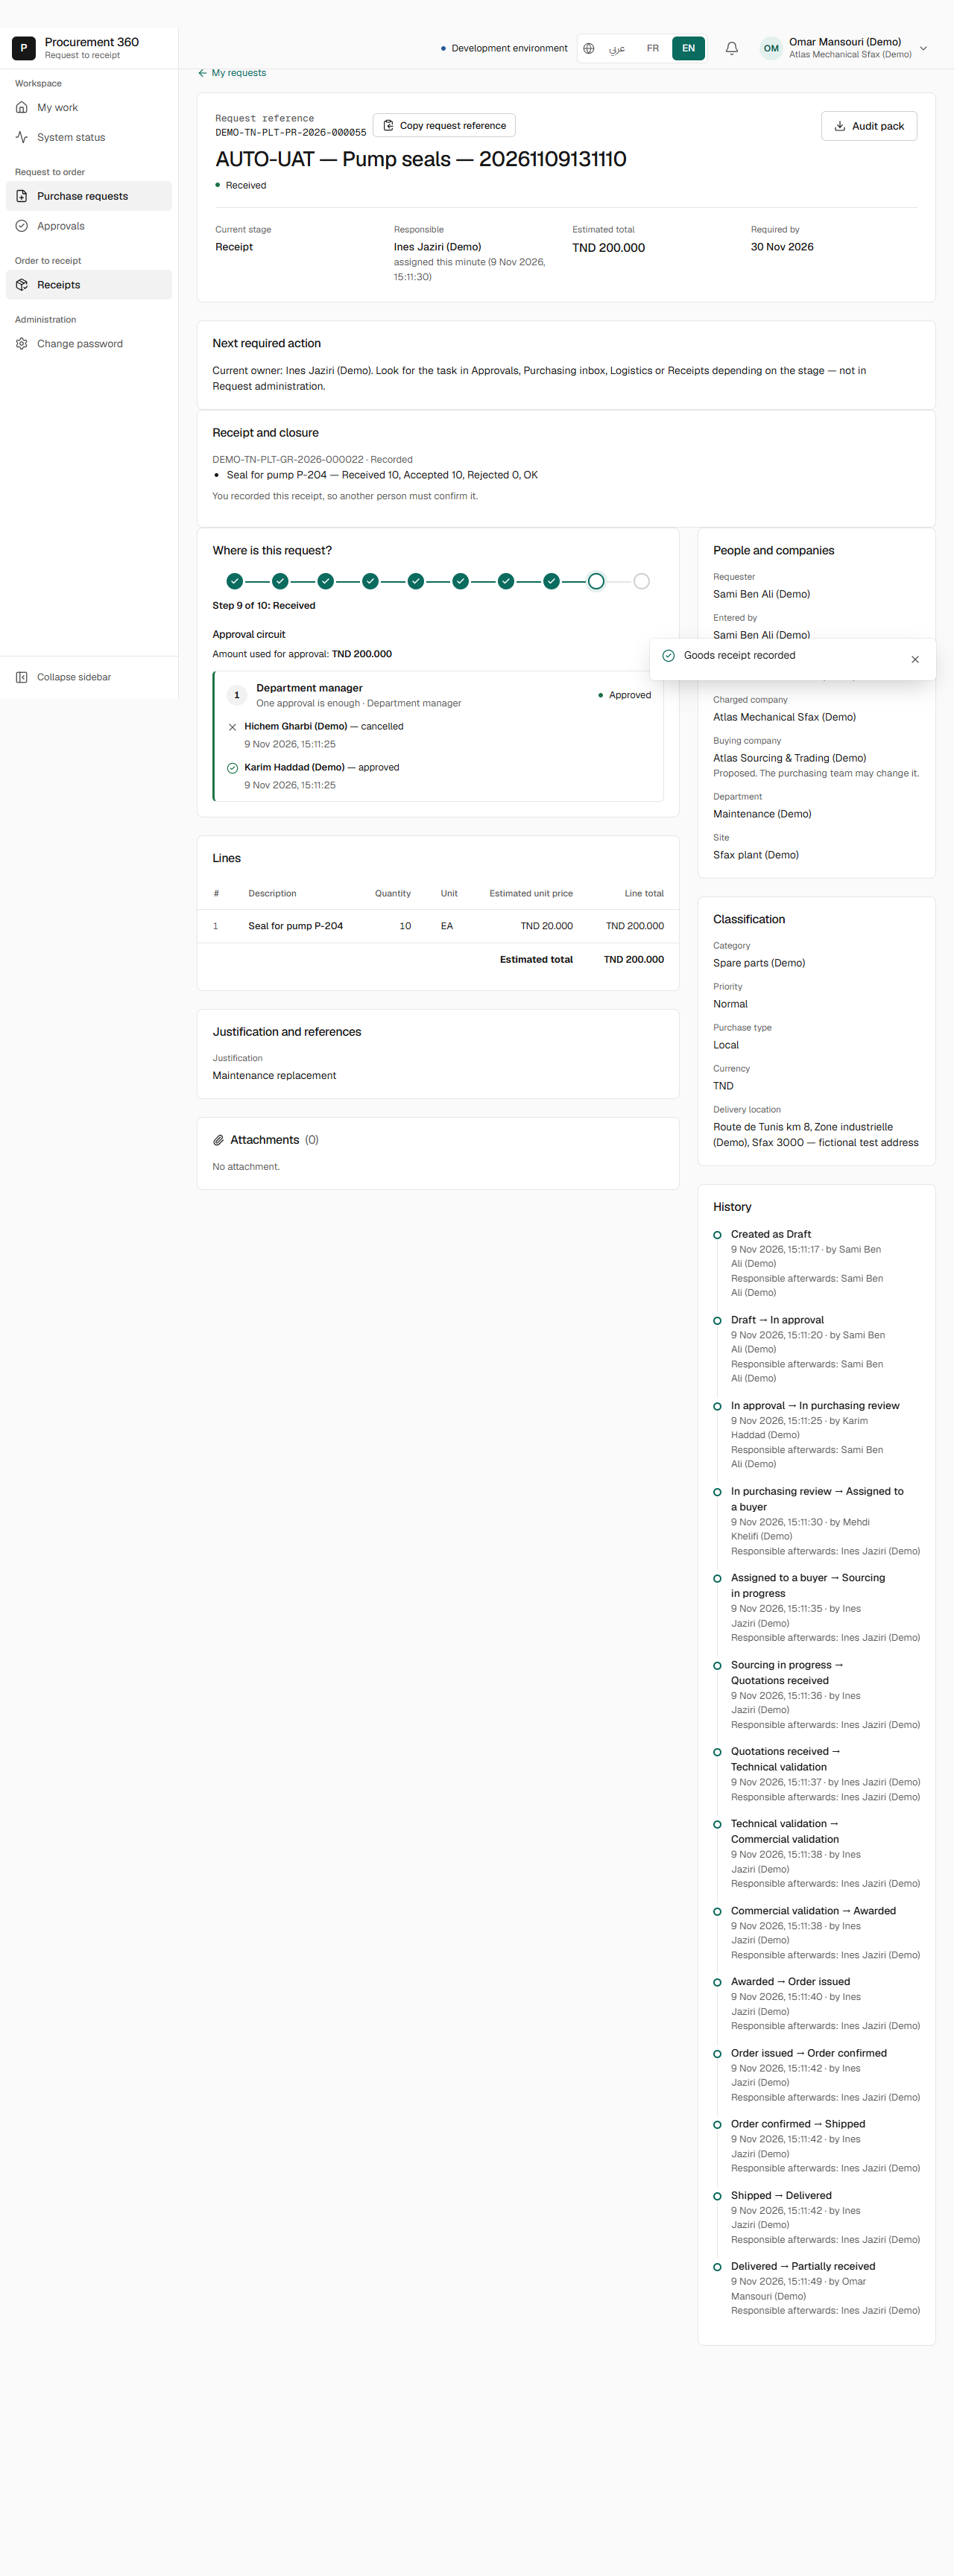 P
Procurement 360
Request to receipt
Development environment
عربي
FR
EN
OM
Omar Mansouri (Demo)
Atlas Mechanical Sfax (Demo)
Workspace
My work
System status
Request to order
Purchase requests
Approvals
Order to receipt
Receipts
Administration
Change password
Collapse sidebar
My requests
Request reference
DEMO-TN-PLT-PR-2026-000055
Copy request reference
Audit pack
AUTO-UAT — Pump seals — 20261109131110
Received
Current stage
Receipt
Responsible
Ines Jaziri (Demo)
assigned this minute (9 Nov 2026,
15:11:30)
Estimated total
TND 200.000
Required by
30 Nov 2026
Next required action
Current owner: Ines Jaziri (Demo). Look for the task in Approvals, Purchasing inbox, Logistics or Receipts depending on the stage — not in
Request administration.
Receipt and closure
DEMO-TN-PLT-GR-2026-000022 · Recorded
Seal for pump P-204 — Received 10, Accepted 10, Rejected 0, OK
You recorded this receipt, so another person must confirm it.
Where is this request?
Step 9 of 10: Received
Approval circuit
Amount used for approval: TND 200.000
1
Department manager
One approval is enough · Department manager
Approved
Hichem Gharbi (Demo) — cancelled
9 Nov 2026, 15:11:25
Karim Haddad (Demo) — approved
9 Nov 2026, 15:11:25
Lines
# Description Quantity Unit Estimated unit price Line total
1 Seal for pump P-204 10 EA TND 20.000 TND 200.000
Estimated total TND 200.000
Justification and references
Justification
Maintenance replacement
Attachments (0)
No attachment.
People and companies
Requester
Sami Ben Ali (Demo)
Entered by
Sami Ben Ali (Demo)
Goods receipt recorded
Charged company
Atlas Mechanical Sfax (Demo)
Buying company
Atlas Sourcing & Trading (Demo)
Proposed. The purchasing team may change it.
Department
Maintenance (Demo)
Site
Sfax plant (Demo)
Classification
Category
Spare parts (Demo)
Priority
Normal
Purchase type
Local
Currency
TND
Delivery location
Route de Tunis km 8, Zone industrielle
(Demo), Sfax 3000 — fictional test address
History
Created as Draft
9 Nov 2026, 15:11:17 · by Sami Ben
Ali (Demo)
Responsible afterwards: Sami Ben
Ali (Demo)
Draft → In approval
9 Nov 2026, 15:11:20 · by Sami Ben
Ali (Demo)
Responsible afterwards: Sami Ben
Ali (Demo)
In approval → In purchasing review
9 Nov 2026, 15:11:25 · by Karim
Haddad (Demo)
Responsible afterwards: Sami Ben
Ali (Demo)
In purchasing review → Assigned to
a buyer
9 Nov 2026, 15:11:30 · by Mehdi
Khelifi (Demo)
Responsible afterwards: Ines Jaziri (Demo)
Assigned to a buyer → Sourcing
in progress
9 Nov 2026, 15:11:35 · by Ines
Jaziri (Demo)
Responsible afterwards: Ines Jaziri (Demo)
Sourcing in progress →
Quotations received
9 Nov 2026, 15:11:36 · by Ines
Jaziri (Demo)
Responsible afterwards: Ines Jaziri (Demo)
Quotations received →
Technical validation
9 Nov 2026, 15:11:37 · by Ines Jaziri (Demo)
Responsible afterwards: Ines Jaziri (Demo)
Technical validation →
Commercial validation
9 Nov 2026, 15:11:38 · by Ines
Jaziri (Demo)
Responsible afterwards: Ines Jaziri (Demo)
Commercial validation → Awarded
9 Nov 2026, 15:11:38 · by Ines
Jaziri (Demo)
Responsible afterwards: Ines Jaziri (Demo)
Awarded → Order issued
9 Nov 2026, 15:11:40 · by Ines
Jaziri (Demo)
Responsible afterwards: Ines Jaziri (Demo)
Order issued → Order confirmed
9 Nov 2026, 15:11:42 · by Ines
Jaziri (Demo)
Responsible afterwards: Ines Jaziri (Demo)
Order confirmed → Shipped
9 Nov 2026, 15:11:42 · by Ines
Jaziri (Demo)
Responsible afterwards: Ines Jaziri (Demo)
Shipped → Delivered
9 Nov 2026, 15:11:42 · by Ines
Jaziri (Demo)
Responsible afterwards: Ines Jaziri (Demo)
Delivered → Partially received
9 Nov 2026, 15:11:49 · by Omar
Mansouri (Demo)
Responsible afterwards: Ines Jaziri (Demo)